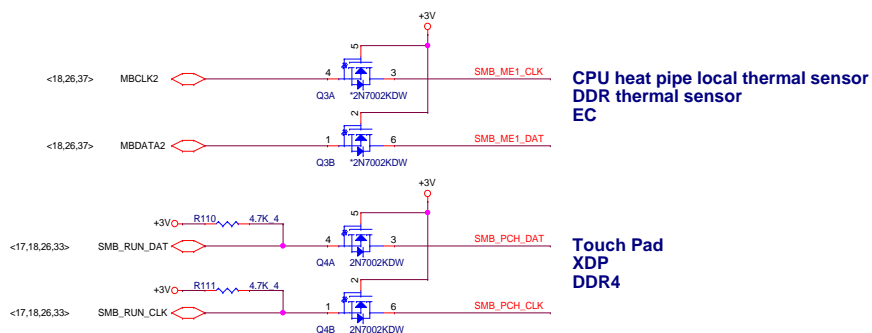 +3V
5
<18,26,37> MBCLK2 4 3 SMB_ME1_CLK
Q3A *2N7002KDW
CPU heat pipe local thermal sensor
DDR thermal sensor
EC
2
<18,26,37> MBDATA2 1 6 SMB_ME1_DAT
Q3B *2N7002KDW
+3V
+3V R110 4.7K_4
5
<17,18,26,33> SMB_RUN_DAT 4 3 SMB_PCH_DAT
Q4A 2N7002KDW
Touch Pad
XDP
DDR4
+3V R111 4.7K_4
2
<17,18,26,33> SMB_RUN_CLK 1 6 SMB_PCH_CLK
Q4B 2N7002KDW